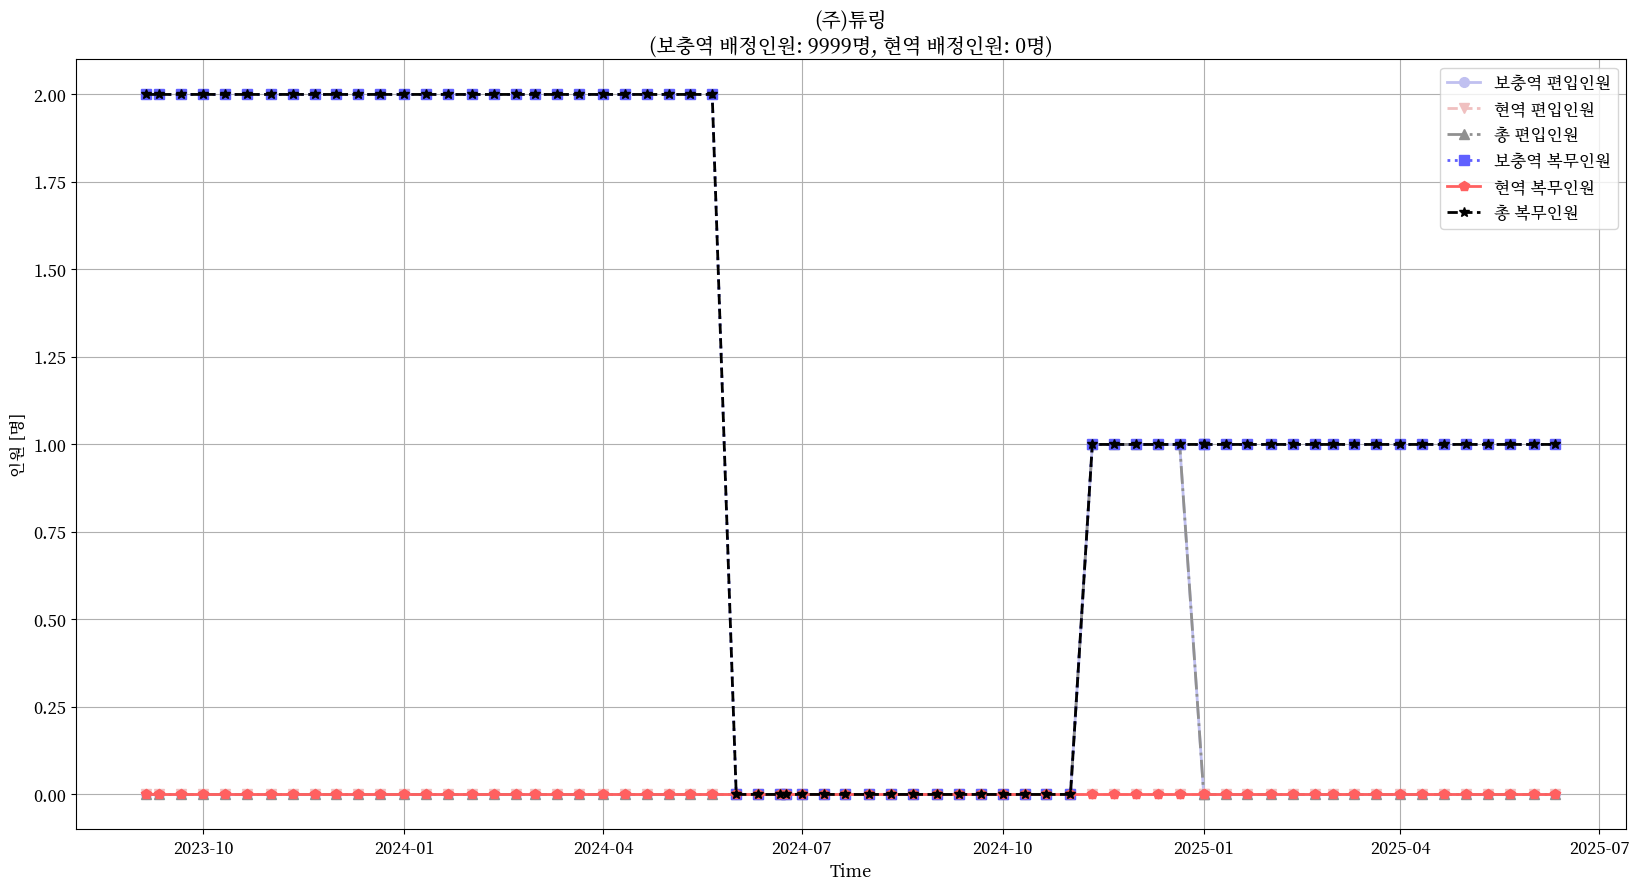 (주)튜링
(보충역 배정인원: 9999명, 현역 배정인원: 0명)
보충역 편입인원
현역 편입인원
총 편입인원
보충역 복무인원
현역 복무인원
총 복무인원
인원 [명]
2.00
1.75
1.50
1.25
1.00
0.75
0.50
0.25
0.00
2023-10
2024-01
2024-04
2024-07
2024-10
2025-01
2025-04
2025-07
Time